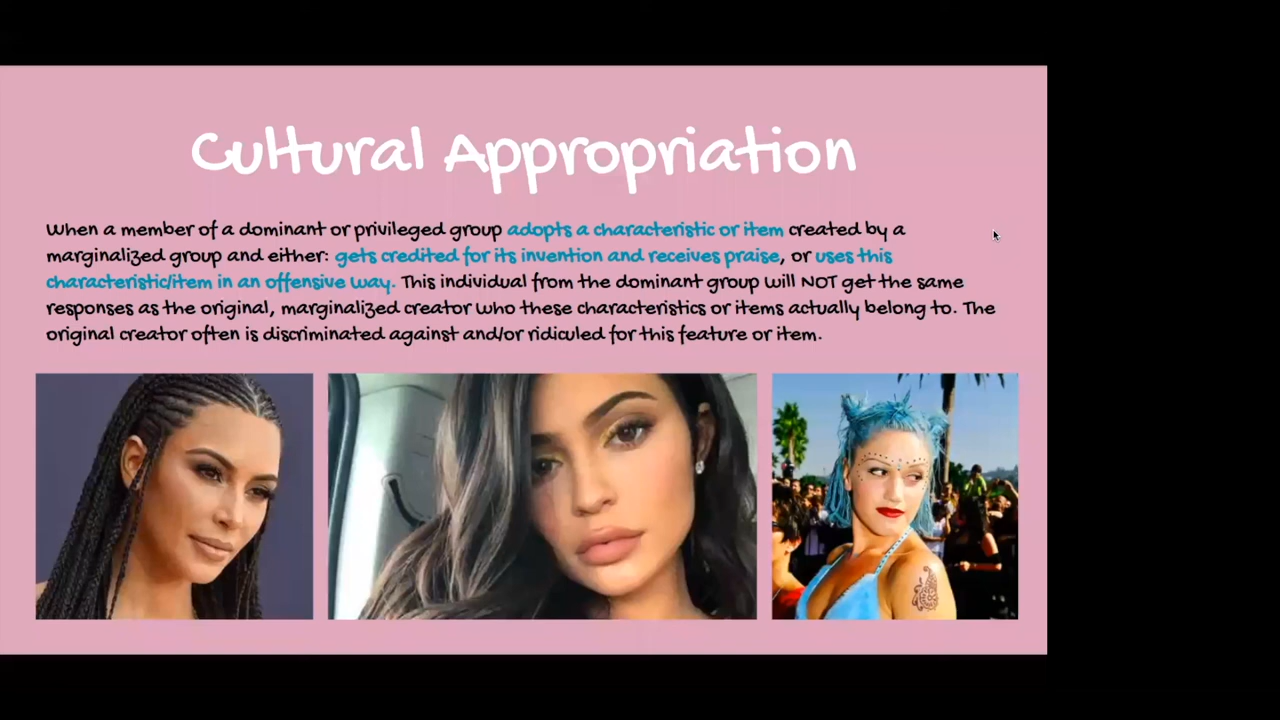 Cultural Appropriation
When a member of a dominant or privileged group adopts a characteristic or item created by a
marginalized group and either: gets credited for its invention and receives praise, or uses this
characteristic/item in an offensive way. This individual from the dominant group will NOT get the same
responses as the original, marginalized creator who these characteristics or items actually belong to. The
original creator often is discriminated against and/or ridiculed for this feature or item.